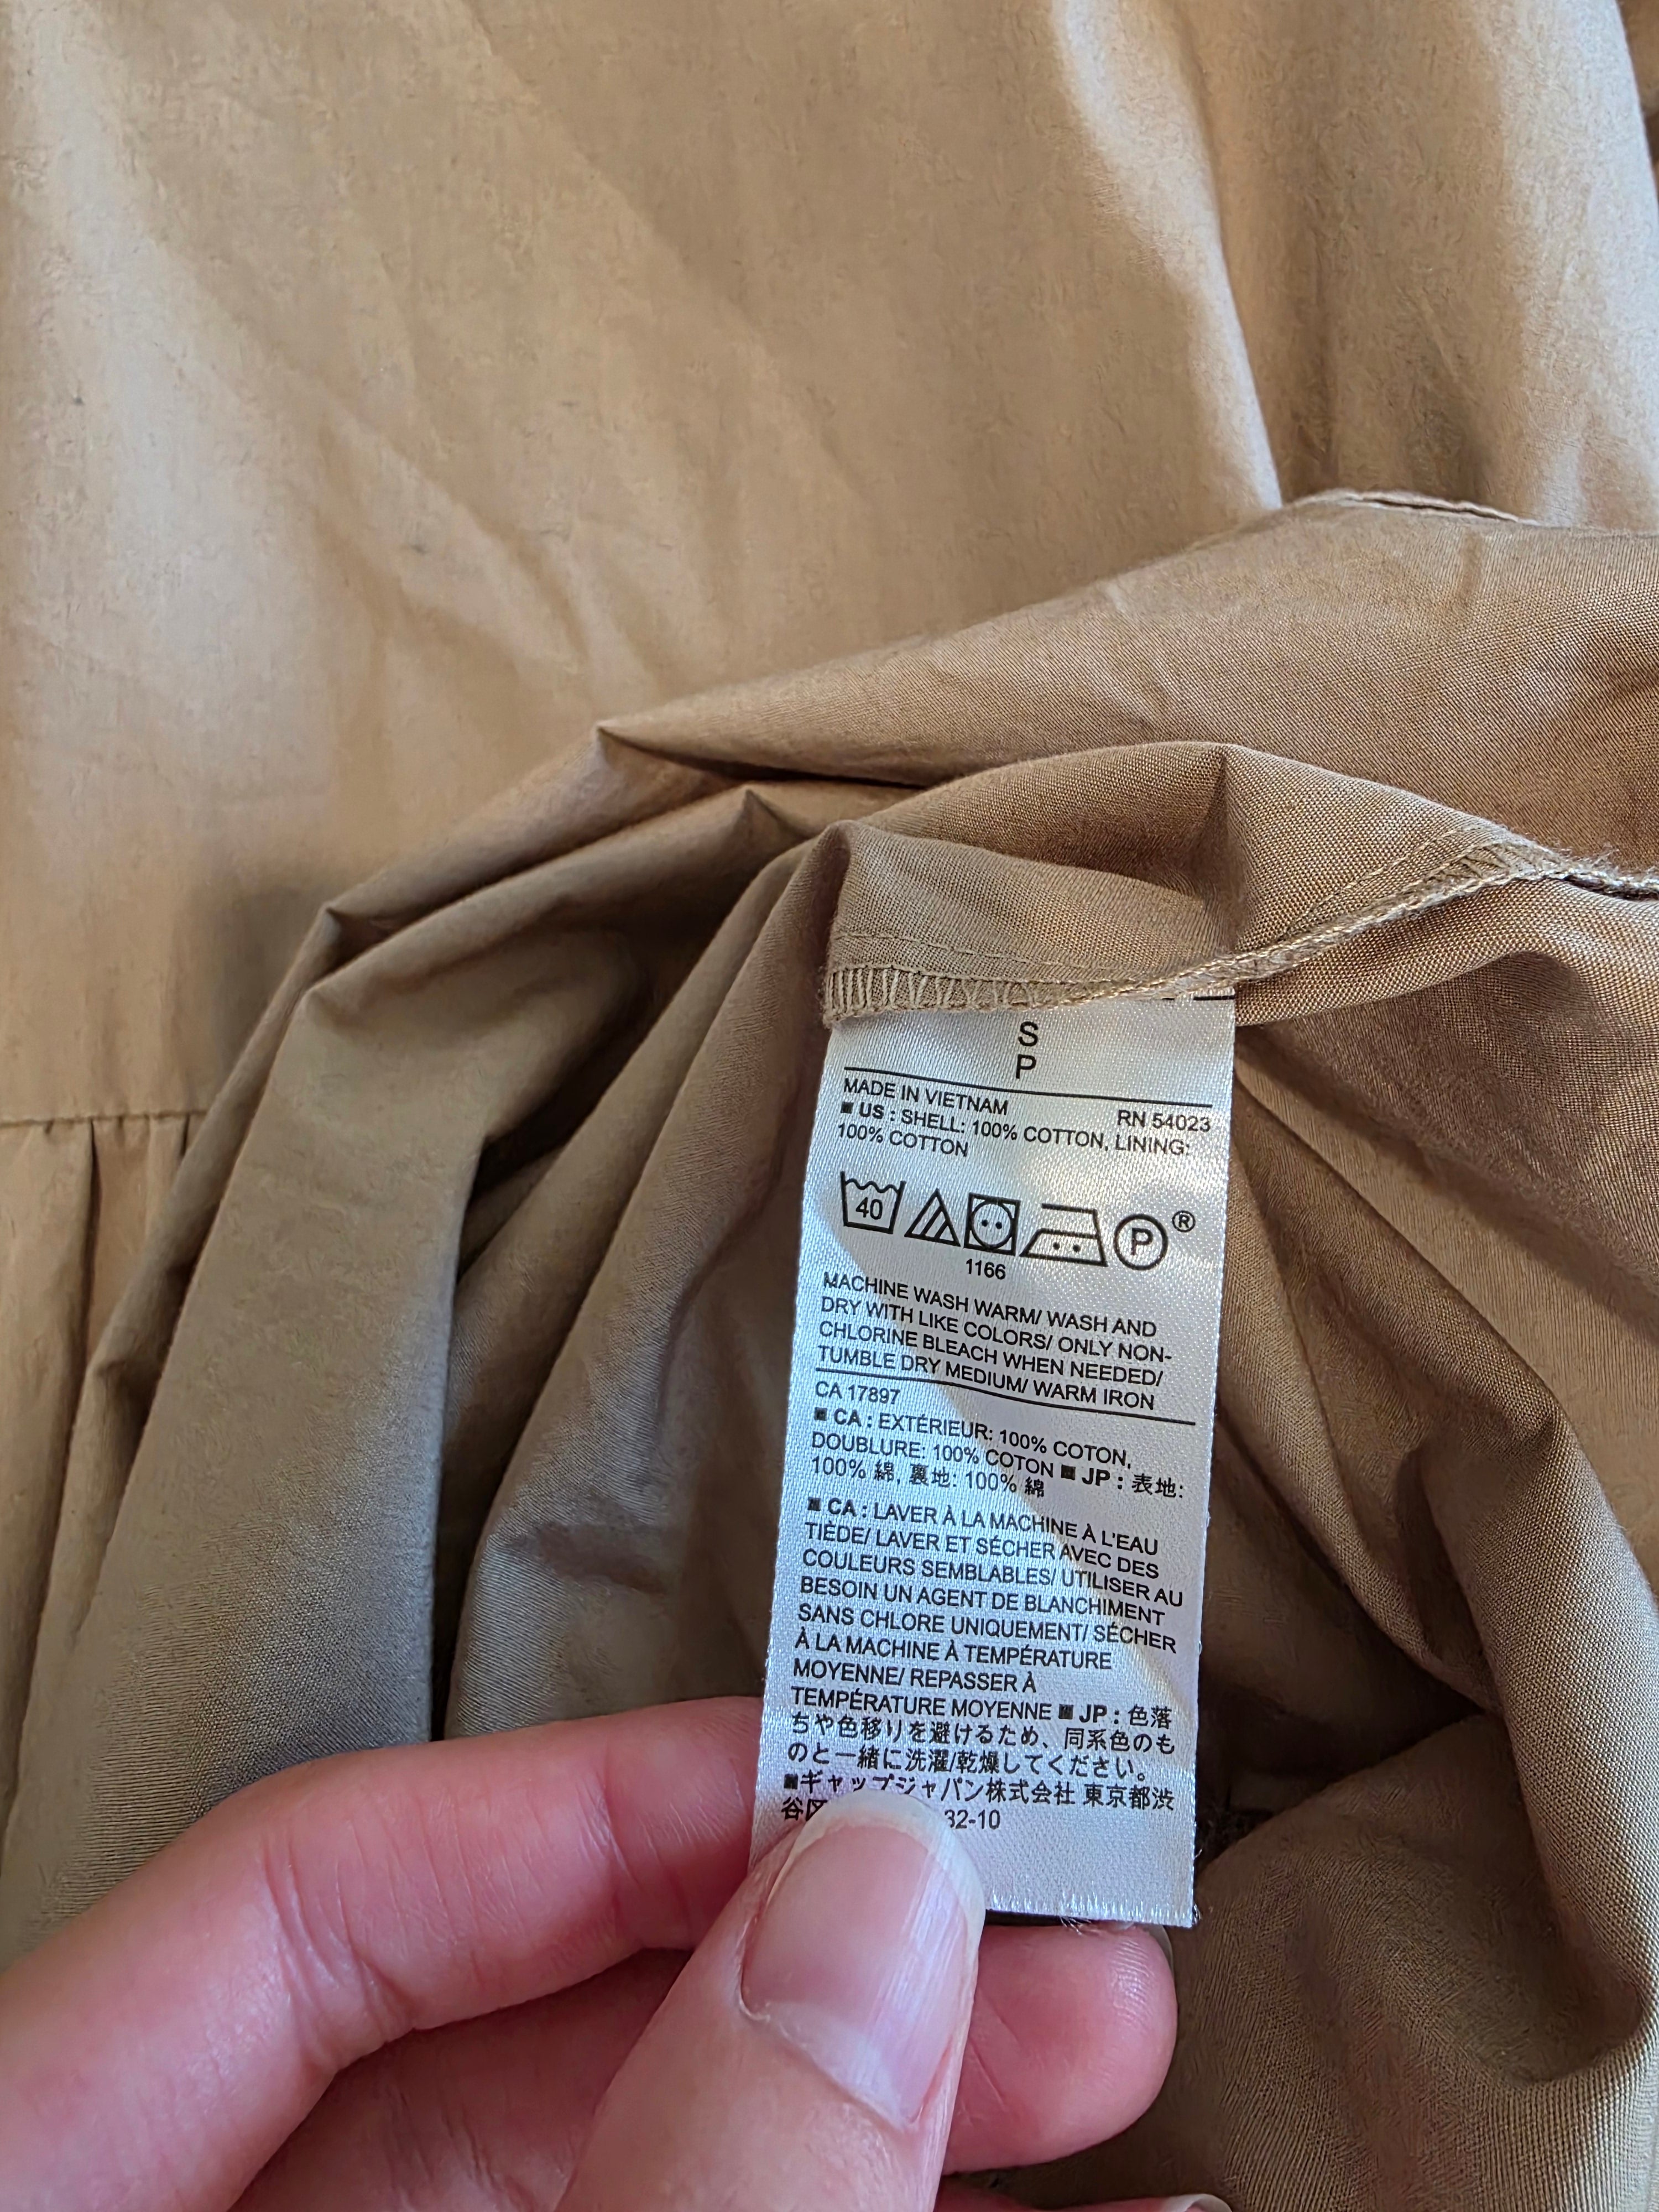 S
P
MADE IN VIETNAM RN 54023
■ US : SHELL: 100% COTTON, LINING:
100% COTTON
40 P ®
1166
MACHINE WASH WARM/ WASH AND
DRY WITH LIKE COLORS/ ONLY NON-
CHLORINE BLEACH WHEN NEEDED/
TUMBLE DRY MEDIUM/ WARM IRON
CA 17897
■ CA : EXTÉRIEUR: 100% COTON,
DOUBLURE: 100% COTON ■ JP : 表地:
100% 綿, 裏地: 100% 綿
■ CA : LAVER À LA MACHINE À L'EAU
TIÈDE/ LAVER ET SÉCHER AVEC DES
COULEURS SEMBLABLES/ UTILISER AU
BESOIN UN AGENT DE BLANCHIMENT
SANS CHLORE UNIQUEMENT/ SÉCHER
À LA MACHINE À TEMPÉRATURE
MOYENNE/ REPASSER À
TEMPÉRATURE MOYENNE ■ JP : 色落
ちや色移りを避けるため、同系色のも
のと一緒に洗濯/乾燥してください。
■ギャップジャパン株式会社 東京都渋
谷区 32-10